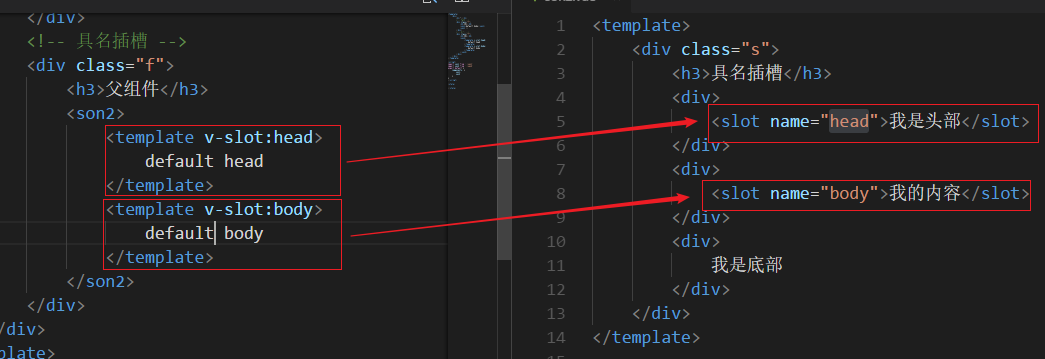 </div>
<!-- 具名插槽 -->
<div class="f">
<h3>父组件</h3>
<son2>
<template v-slot:head>
default head
</template>
<template v-slot:body>
default body
</template>
</son2>
</div>
/div>
plate>
1 <template>
2 <div class="s">
3 <h3>具名插槽</h3>
4 <div>
5 <slot name="head">我是头部</slot>
6 </div>
7 <div>
8 <slot name="body">我的内容</slot>
9 </div>
10 <div>
11 我是底部
12 </div>
13 </div>
14 </template>